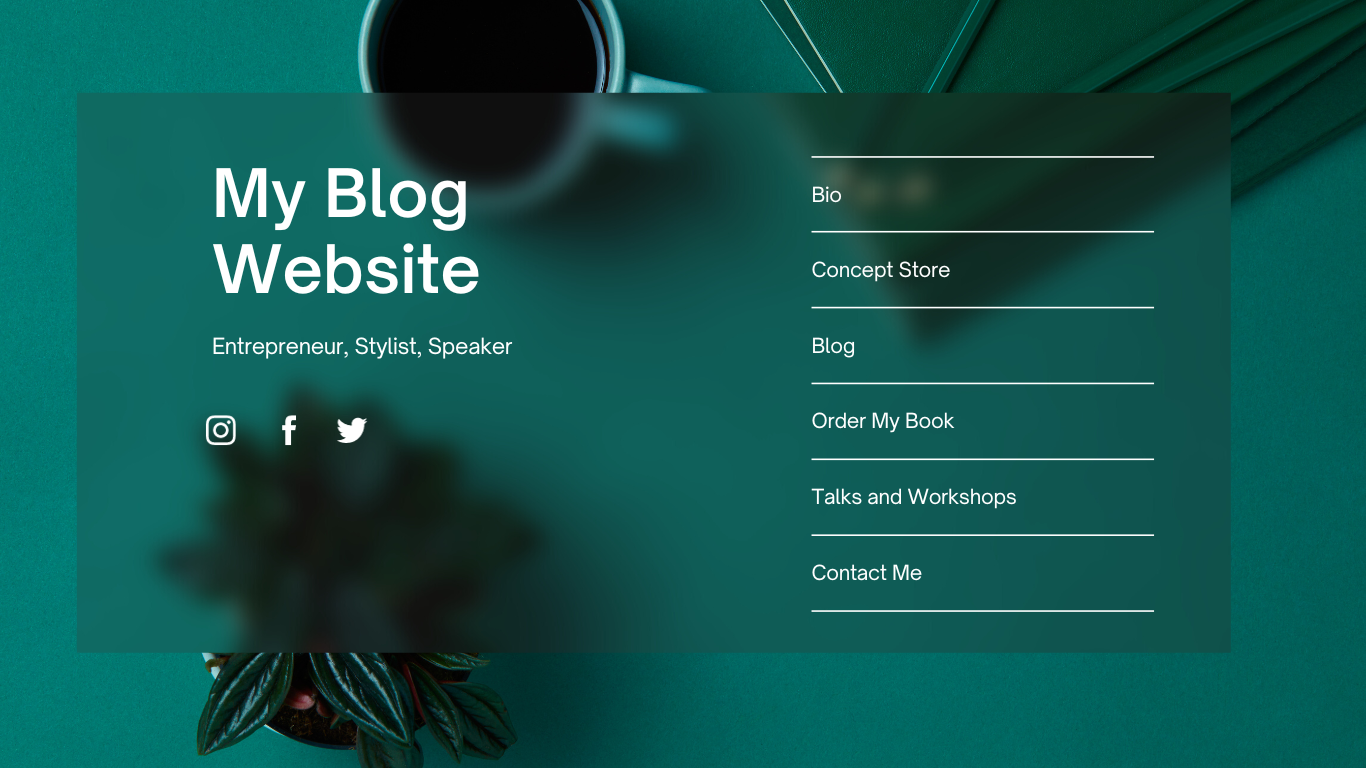 My Blog
Website
Entrepreneur, Stylist, Speaker
Bio
Concept Store
Blog
Order My Book
Talks and Workshops
Contact Me